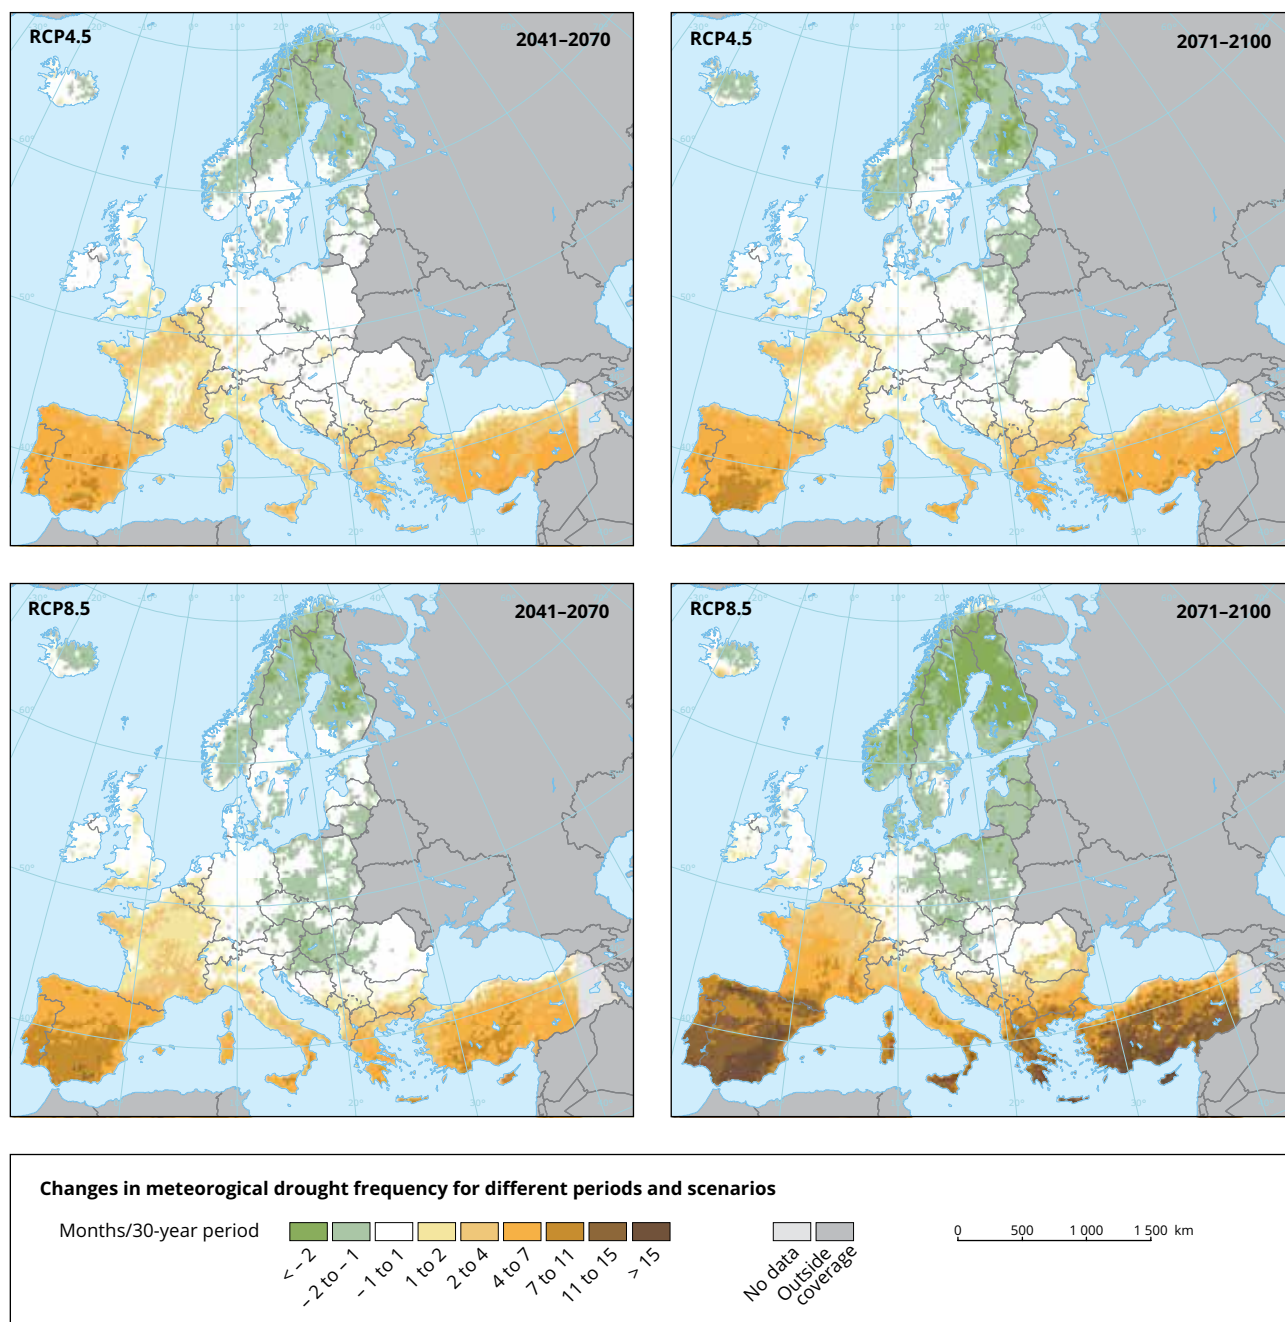 RCP4.5
2041–2070
RCP4.5
2071–2100
RCP8.5
2041–2070
RCP8.5
2071–2100
Changes in meteorogical drought frequency for different periods and scenarios
Months/30-year period
< – 2
– 2 to – 1
– 1 to 1
1 to 2
2 to 4
4 to 7
7 to 11
11 to 15
> 15
No data
Outside
coverage
0 500 1 000 1 500 km